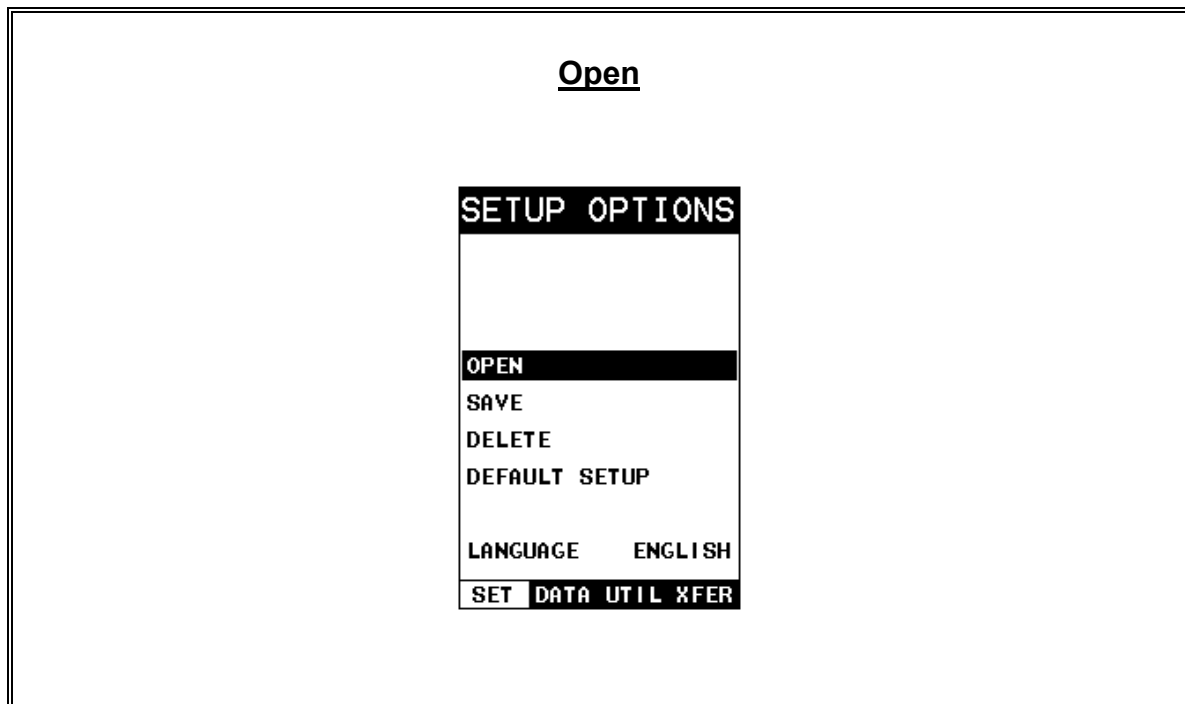 Open
SETUP OPTIONS
OPEN
SAVE
DELETE
DEFAULT SETUP
LANGUAGE ENGLISH
SET DATA UTIL XFER